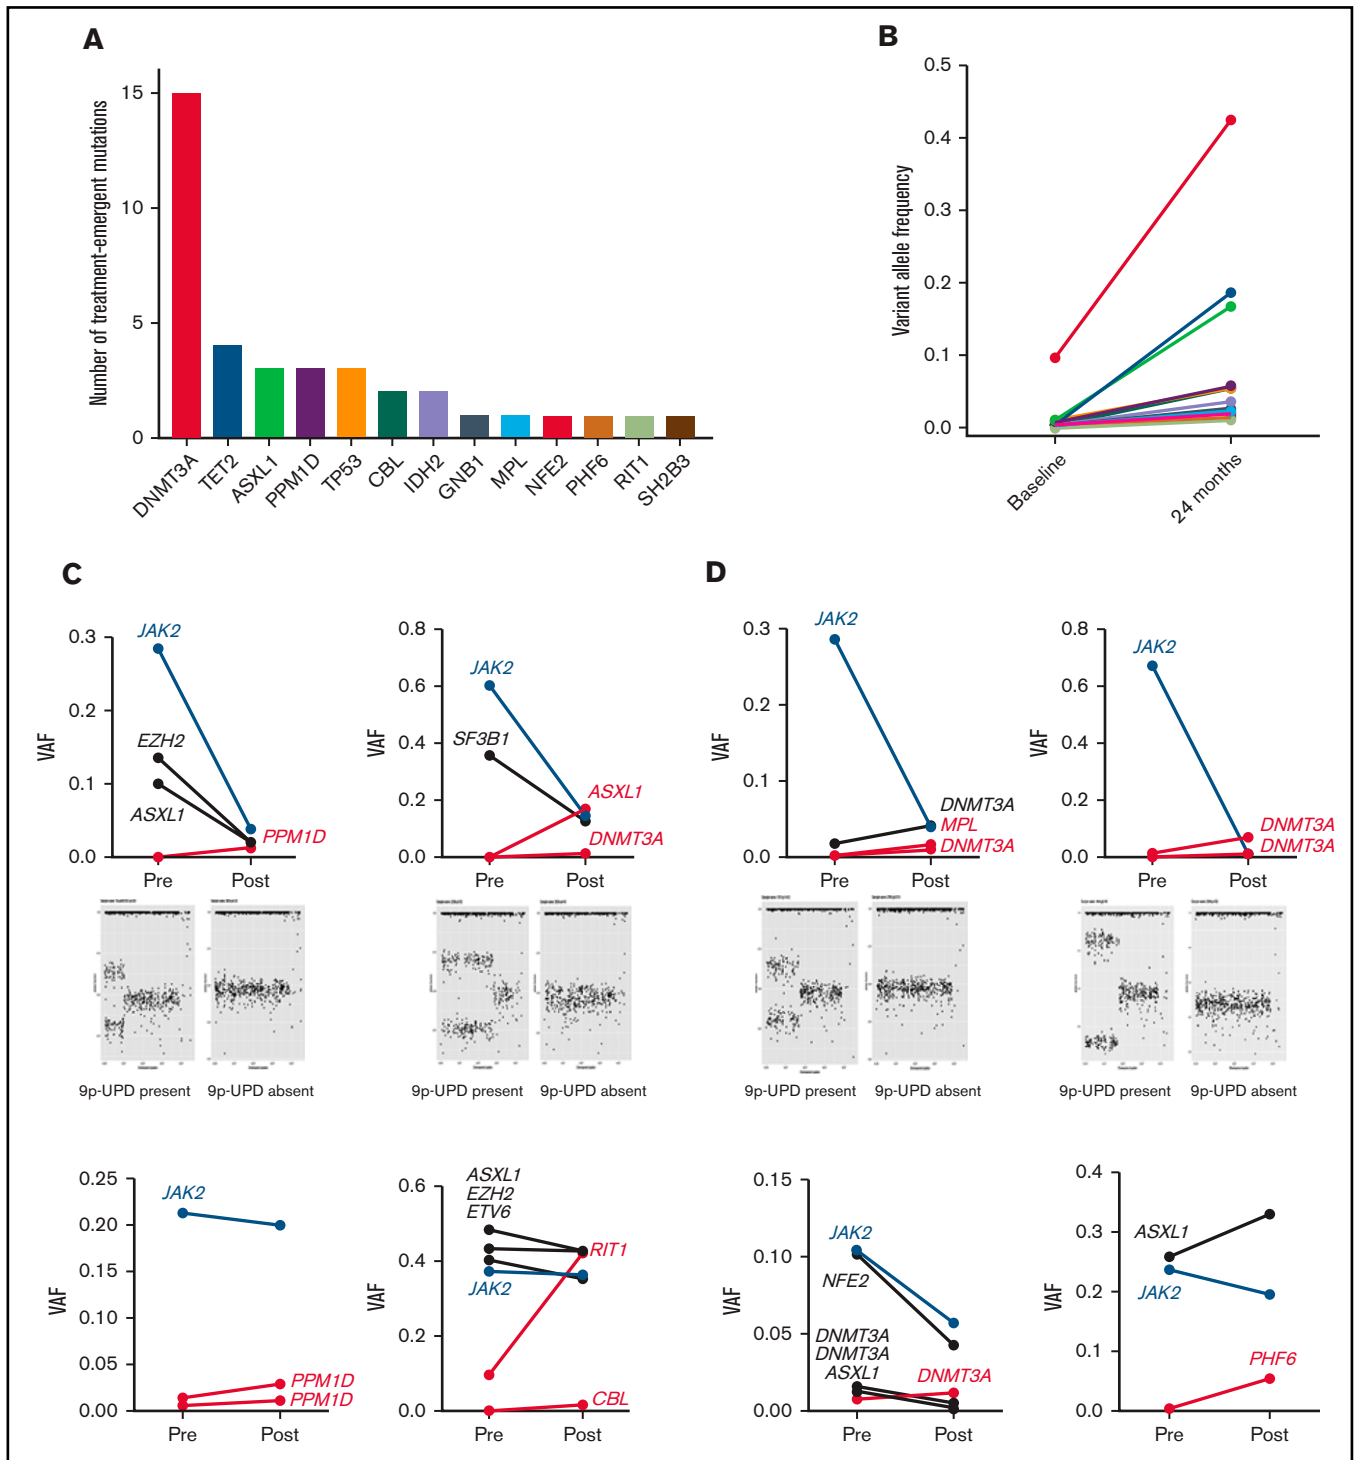 A
Number of treatment-emergent mutations
15
10
5
0
DNMT3A
TET2
ASXL1
PPM1D
TP53
CBL
IDH2
GNB1
MPL
NFE2
PHF6
RIT1
SH2B3
B
Variant allele frequency
0.5
0.4
0.3
0.2
0.1
0.0
Baseline
24 months
C
VAF
0.3
0.2
0.1
0.0
JAK2
EZH2
ASXL1
PPM1D
Pre
Post
VAF
0.8
0.6
0.4
0.2
0.0
JAK2
SF3B1
ASXL1
DNMT3A
Pre
Post
9p-UPD present
9p-UPD absent
9p-UPD present
9p-UPD absent
VAF
0.25
0.20
0.15
0.10
0.05
0.00
JAK2
PPM1D
PPM1D
Pre
Post
VAF
0.6
0.4
0.2
0.0
ASXL1
EZH2
ETV6
JAK2
RIT1
CBL
Pre
Post
D
VAF
0.3
0.2
0.1
0.0
JAK2
DNMT3A
MPL
DNMT3A
Pre
Post
VAF
0.8
0.6
0.4
0.2
0.0
JAK2
DNMT3A
DNMT3A
Pre
Post
9p-UPD present
9p-UPD absent
9p-UPD present
9p-UPD absent
VAF
0.15
0.10
0.05
0.00
JAK2
NFE2
DNMT3A
DNMT3A
ASXL1
DNMT3A
Pre
Post
VAF
0.4
0.3
0.2
0.1
0.0
ASXL1
JAK2
PHF6
Pre
Post